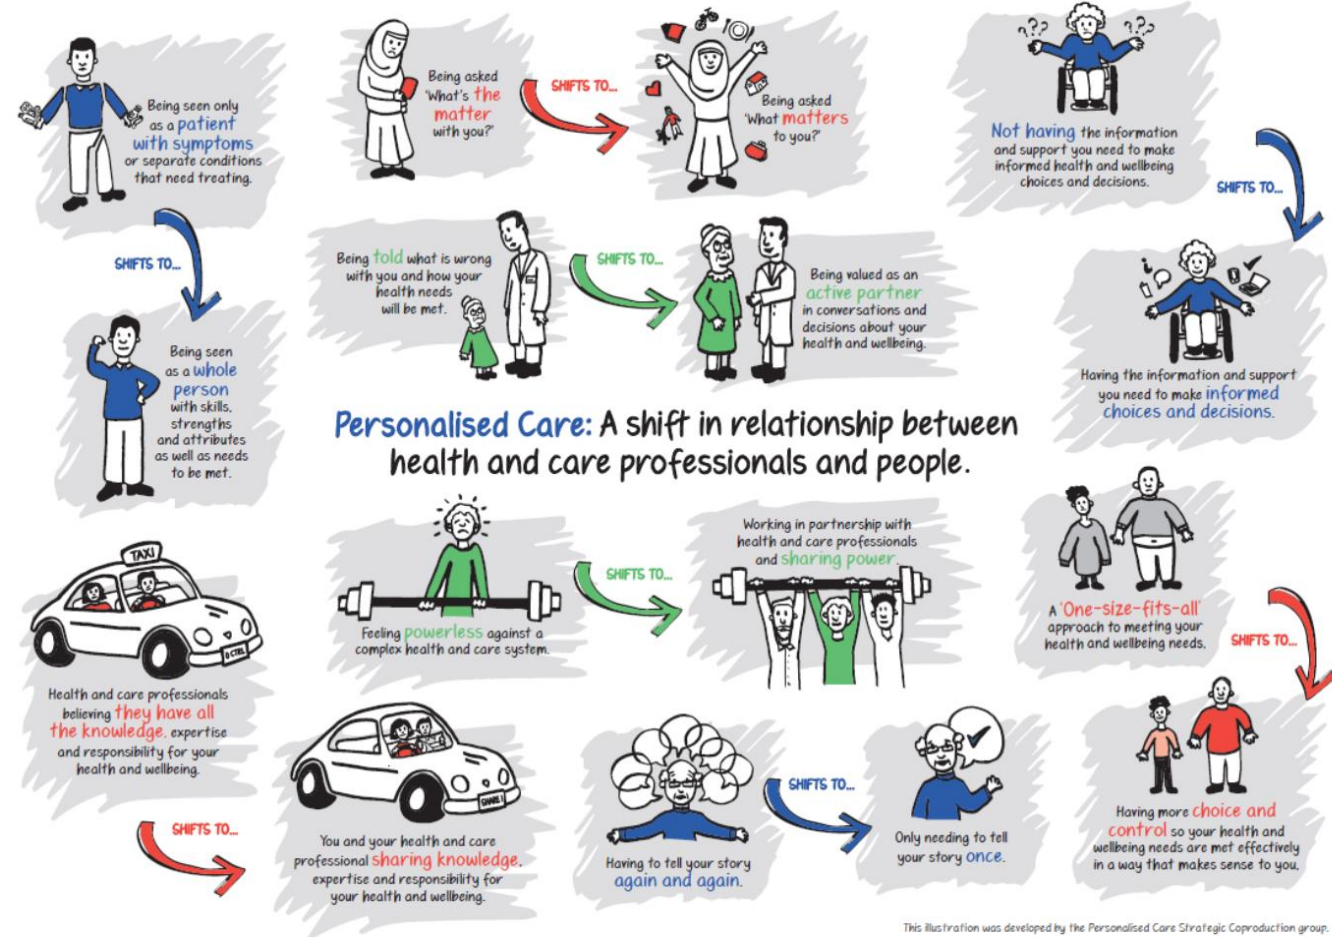 Being seen only
as a patient
with symptoms
or separate conditions
that need treating.
SHIFTS TO...
Being seen
as a whole
person
with skills,
strengths
and attributes
as well as needs
to be met.
Being asked
'What's the
matter
with you?'
SHIFTS TO...
Being asked
'What matters
to you?'
Not having the information
and support you need to make
informed health and wellbeing
choices and decisions.
SHIFTS TO...
Having the information and support
you need to make informed
choices and decisions.
Being told what is wrong
with you and how your
health needs
will be met.
SHIFTS TO...
Being valued as an
active partner
in conversations and
decisions about your
health and wellbeing.
Personalised Care: A shift in relationship between
health and care professionals and people.
TAXI
Health and care professionals
believing they have all
the knowledge, expertise
and responsibility for your
health and wellbeing.
SHIFTS TO...
SHARE 1
You and your health and care
professional sharing knowledge,
expertise and responsibility for
your health and wellbeing.
Feeling powerless against a
complex health and care system.
SHIFTS TO...
Working in partnership with
health and care professionals
and sharing power.
Having to tell your story
again and again.
SHIFTS TO...
Only needing to tell
your story once.
A 'One-size-fits-all'
approach to meeting your
health and wellbeing needs.
SHIFTS TO...
Having more choice and
control so your health and
wellbeing needs are met effectively
in a way that makes sense to you.
This illustration was developed by the Personalised Care Strategic Coproduction group.